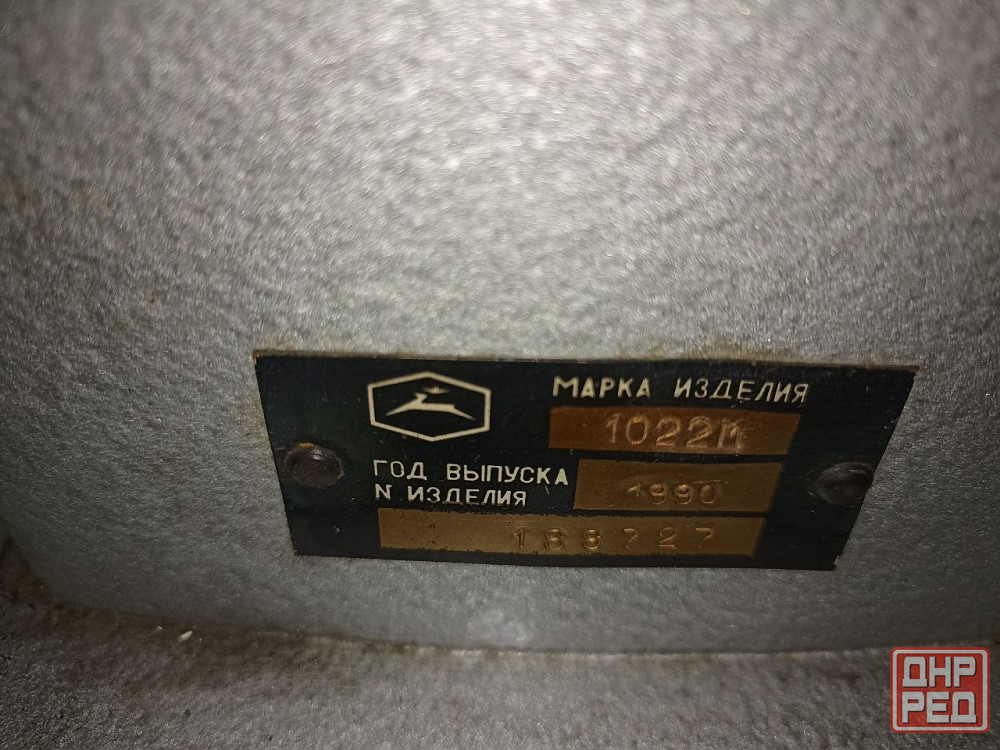 МАРКА ИЗДЕЛИЯ
1022М
ГОД ВЫПУСКА
1990
N ИЗДЕЛИЯ
1 188727
ДНР
РЕД